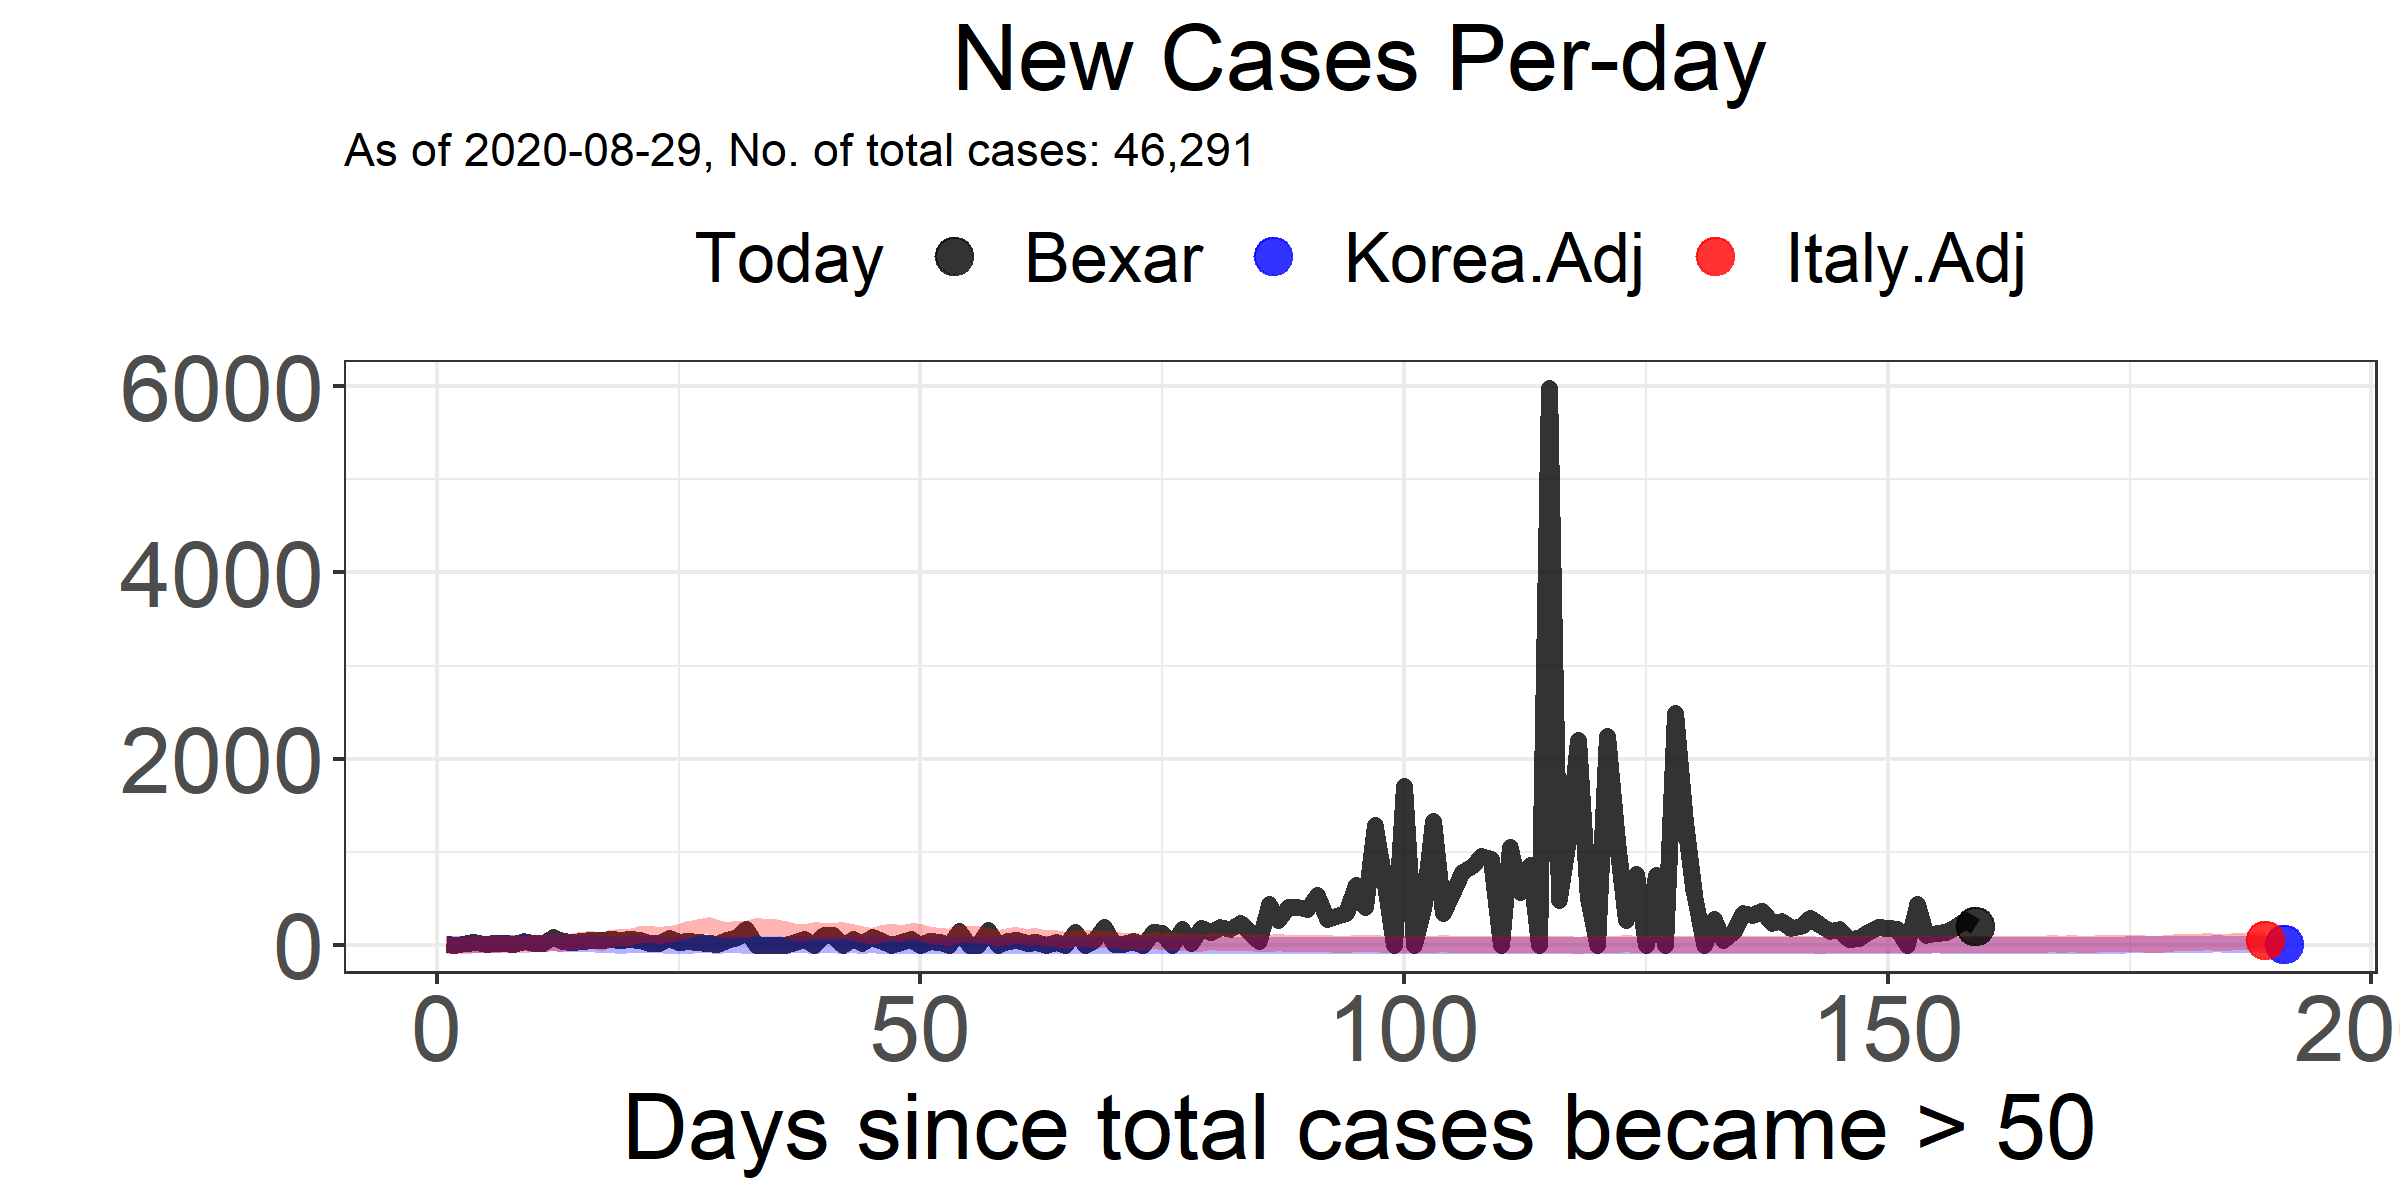 New Cases Per-day
As of 2020-08-29, No. of total cases: 46,291
Today Bexar Korea.Adj Italy.Adj
6000
4000
2000
0
0 50 100 150 20
Days since total cases became > 50